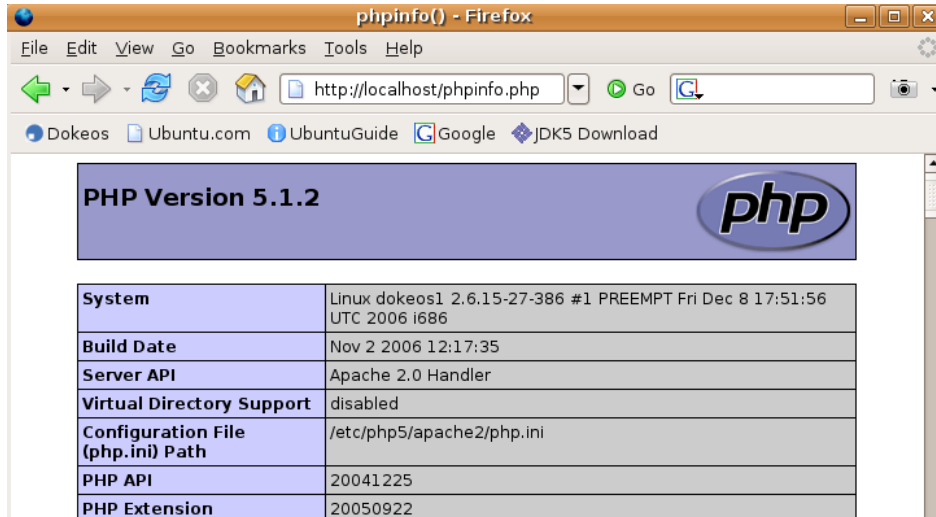 phpinfo() - Firefox
File Edit View Go Bookmarks Tools Help
http://localhost/phpinfo.php Go G
Dokeos Ubuntu.com UbuntuGuide G Google JDK5 Download
PHP Version 5.1.2
php
System Linux dokeos1 2.6.15-27-386 #1 PREEMPT Fri Dec 8 17:51:56
UTC 2006 i686
Build Date Nov 2 2006 12:17:35
Server API Apache 2.0 Handler
Virtual Directory Support disabled
Configuration File /etc/php5/apache2/php.ini
(php.ini) Path
PHP API 20041225
PHP Extension 20050922